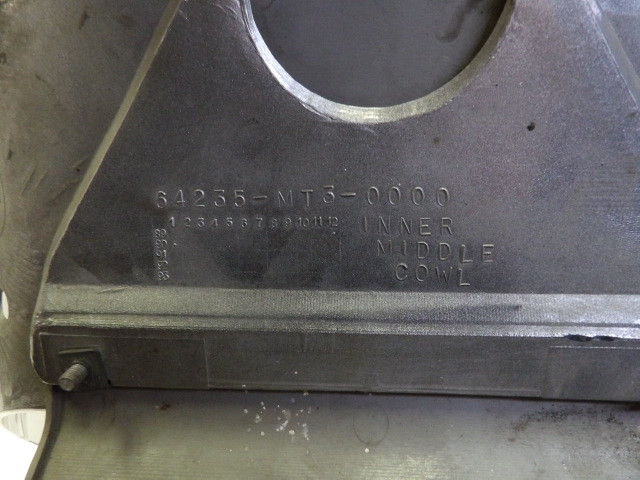 64235-MT3-0000
1 2 3 4 5 6 7 8 9 10 11 12
INNER
MIDDLE
COWL